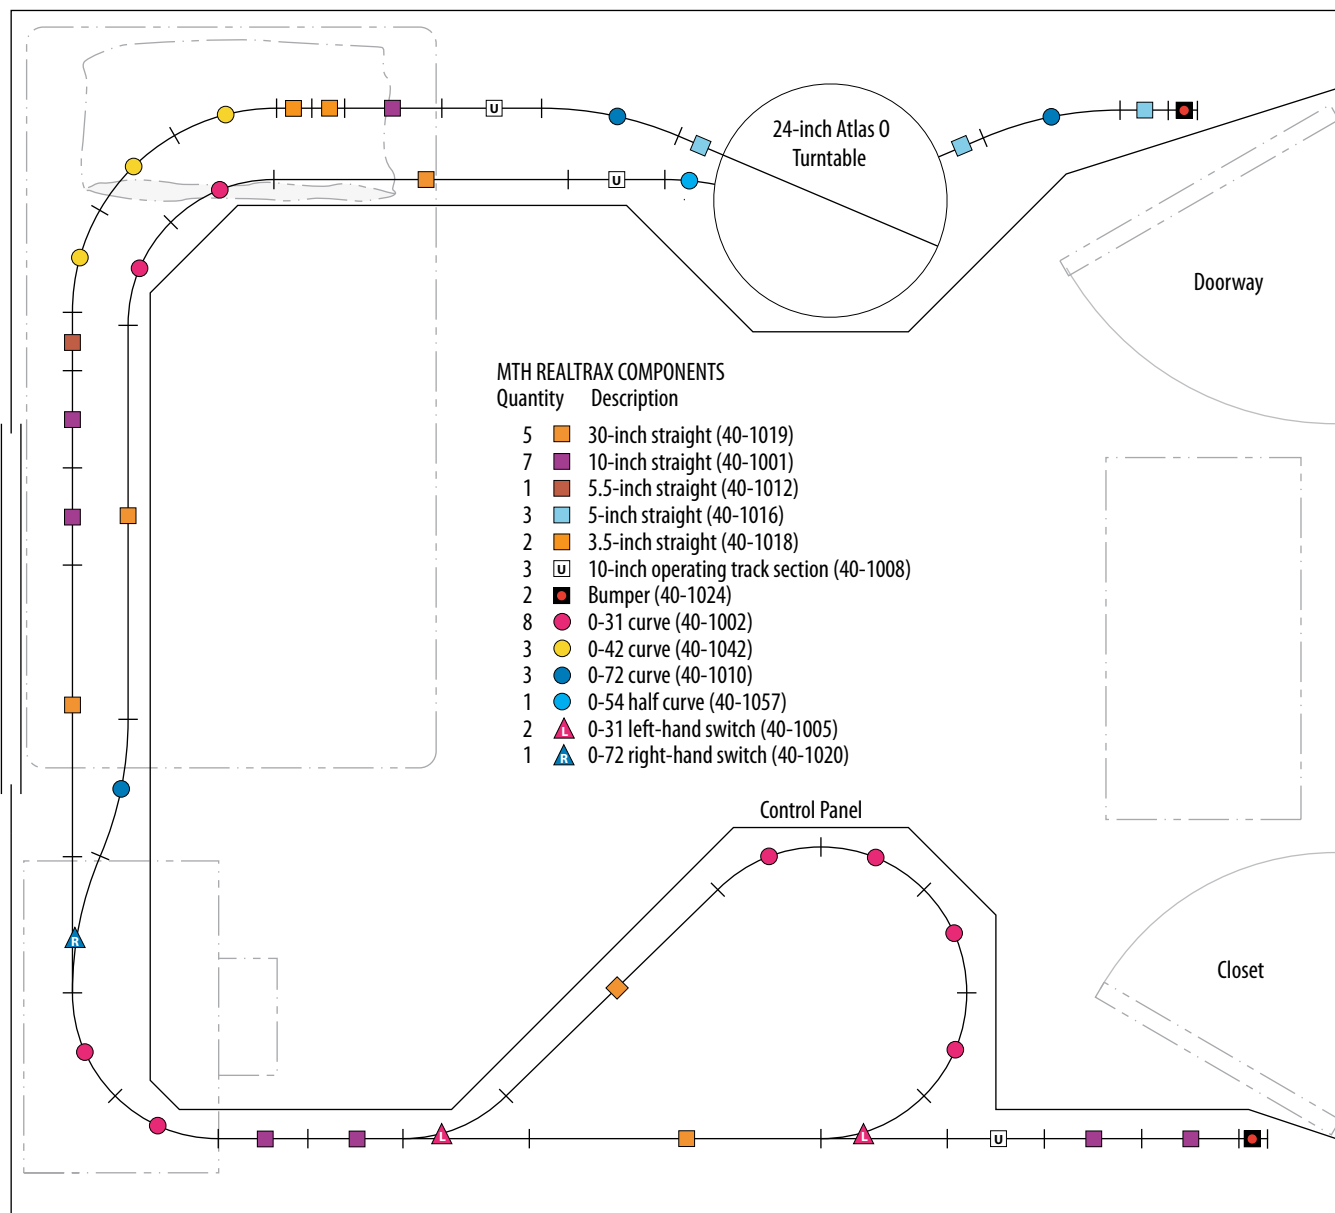 U
24-inch Atlas O
Turntable
U
Doorway
MTH REALTRAX COMPONENTS
Quantity Description
5 30-inch straight (40-1019)
7 10-inch straight (40-1001)
1 5.5-inch straight (40-1012)
3 5-inch straight (40-1016)
2 3.5-inch straight (40-1018)
3 U 10-inch operating track section (40-1008)
2 Bumper (40-1024)
8 0-31 curve (40-1002)
3 0-42 curve (40-1042)
3 0-72 curve (40-1010)
1 0-54 half curve (40-1057)
2 L 0-31 left-hand switch (40-1005)
1 R 0-72 right-hand switch (40-1020)
Control Panel
R
Closet
L
L
U